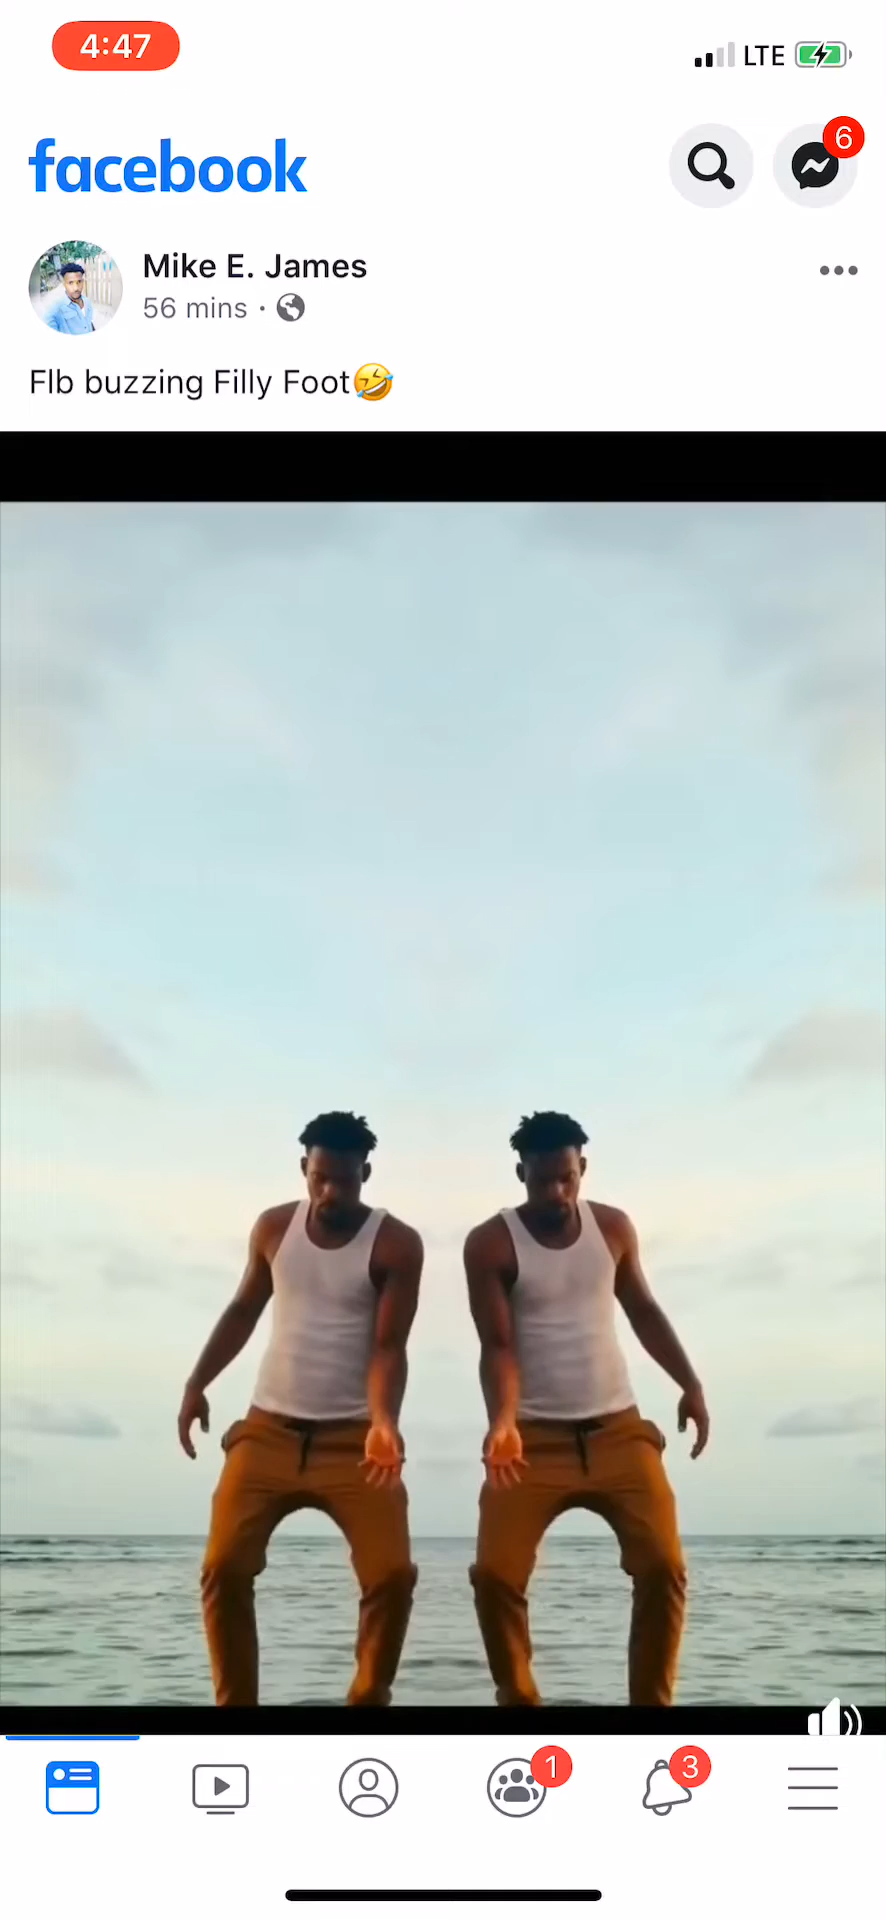 4:47
LTE
facebook
6
Mike E. James
56 mins ·
Flb buzzing Filly Foot🤣
1
3